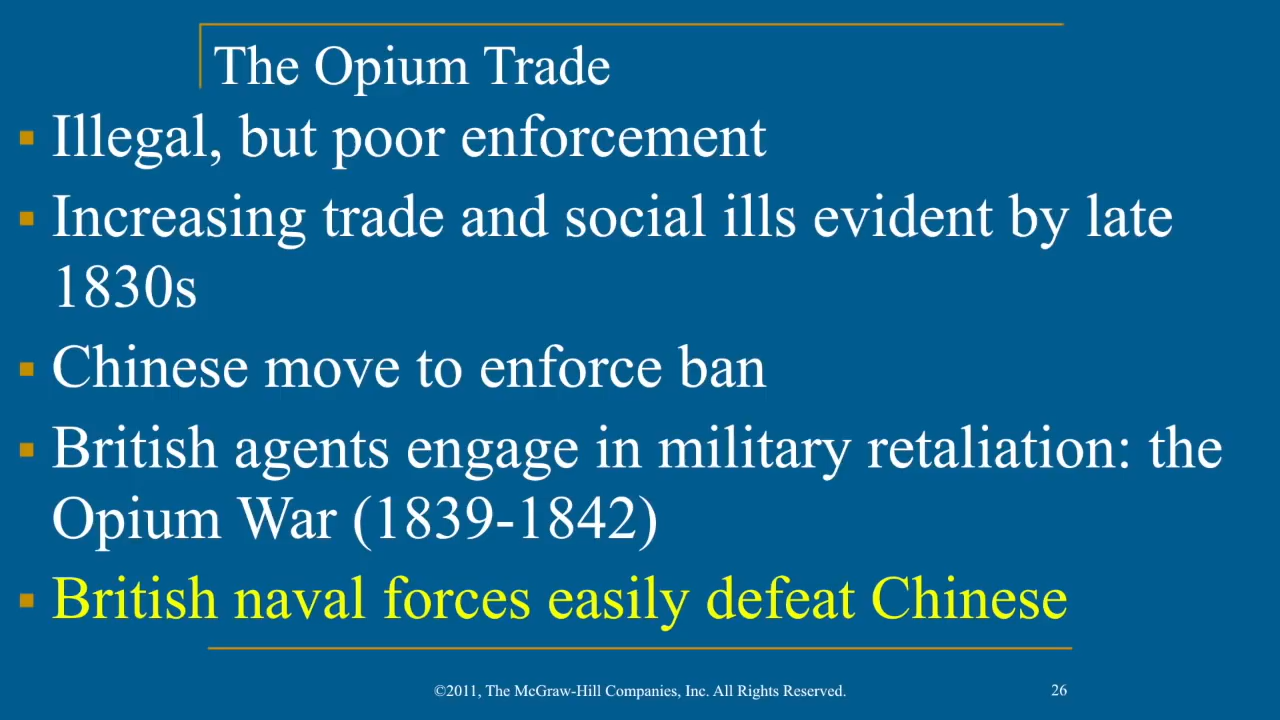 The Opium Trade
▪ Illegal, but poor enforcement
▪ Increasing trade and social ills evident by late
1830s
▪ Chinese move to enforce ban
▪ British agents engage in military retaliation: the
Opium War (1839-1842)
▪ British naval forces easily defeat Chinese
©2011, The McGraw-Hill Companies, Inc. All Rights Reserved.
26